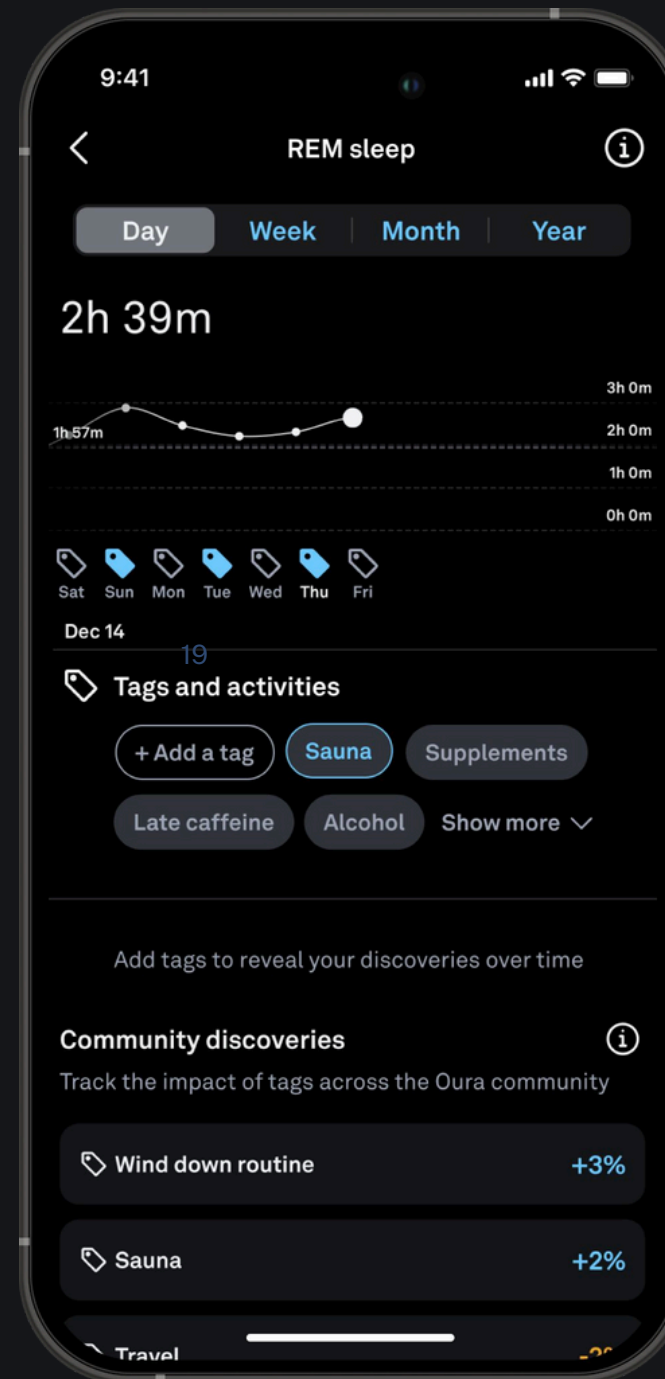 9:41
REM sleep
Day Week Month Year
2h 39m
3h 0m
1h 57m
2h 0m
1h 0m
0h 0m
Sat Sun Mon Tue Wed Thu Fri
Dec 14
19
Tags and activities
+ Add a tag Sauna Supplements
Late caffeine Alcohol Show more
Add tags to reveal your discoveries over time
Community discoveries
Track the impact of tags across the Oura community
Wind down routine +3%
Sauna +2%
Travel